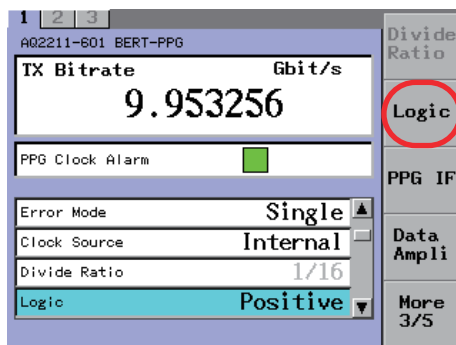 1 2 3
AQ2211-601 BERT-PPG
TX Bitrate Gbit/s
9.953256
PPG Clock Alarm
Error Mode Single
Clock Source Internal
Divide Ratio 1/16
Logic Positive
Divide
Ratio
Logic
PPG IF
Data
Ampli
More
3/5